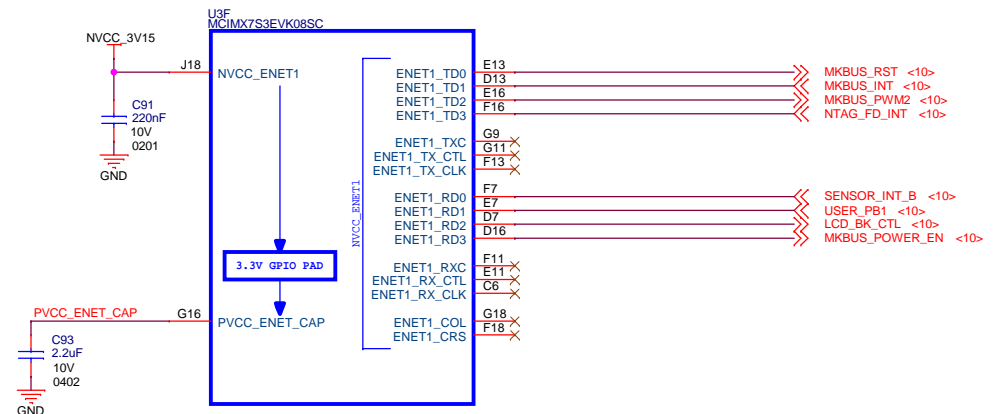 U3F
MCIMX7S3EVK08SC
NVCC_3V15
J18
NVCC_ENET1
C91
220nF
10V
0201
GND
3.3V GPIO PAD
PVCC_ENET_CAP
G16
PVCC_ENET_CAP
C93
2.2uF
10V
0402
GND
NVCC_ENET1
ENET1_TD0 E13 MKBUS_RST <10>
ENET1_TD1 D13 MKBUS_INT <10>
ENET1_TD2 E16 MKBUS_PWM2 <10>
ENET1_TD3 F16 NTAG_FD_INT <10>
ENET1_TXC G9
ENET1_TX_CTL G11
ENET1_TX_CLK F13
ENET1_RD0 F7 SENSOR_INT_B <10>
ENET1_RD1 E7 USER_PB1 <10>
ENET1_RD2 D7 LCD_BK_CTL <10>
ENET1_RD3 D16 MKBUS_POWER_EN <10>
ENET1_RXC F11
ENET1_RX_CTL E11
ENET1_RX_CLK C6
ENET1_COL G18
ENET1_CRS F18